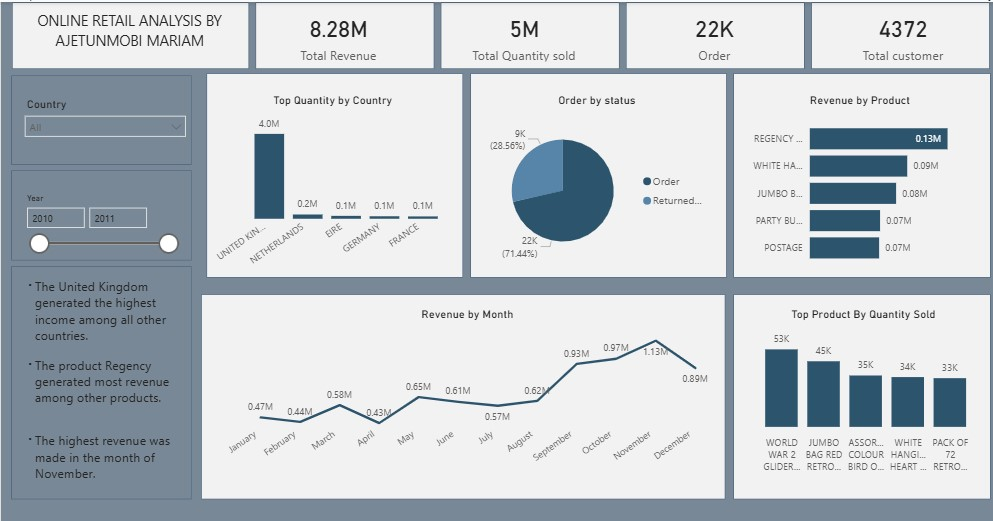 ONLINE RETAIL ANALYSIS BY
AJETUNMOBI MARIAM
8.28M
Total Revenue
5M
Total Quantity sold
22K
Order
4372
Total customer
Country
All
Year
2010
2011
• The United Kingdom
generated the highest
income among all other
countries.
• The product Regency
generated most revenue
among other products.
• The highest revenue was
made in the month of
November.
Top Quantity by Country
4.0M
0.2M
0.1M
0.1M
0.1M
UNITED KIN...
NETHERLANDS
EIRE
GERMANY
FRANCE
Order by status
9K
(28.56%)
22K
(71.44%)
Order
Returned...
Revenue by Product
REGENCY ...
0.13M
WHITE HA...
0.09M
JUMBO B...
0.08M
PARTY BU...
0.07M
POSTAGE
0.07M
Revenue by Month
0.47M
0.44M
0.58M
0.43M
0.65M
0.61M
0.57M
0.62M
0.93M
0.97M
1.13M
0.89M
January
February
March
April
May
June
July
August
September
October
November
December
Top Product By Quantity Sold
53K
45K
35K
34K
33K
WORLD
WAR 2
GLIDER...
JUMBO
BAG RED
RETRO...
ASSOR...
COLOUR
BIRD O...
WHITE
HANGI...
HEART ...
PACK OF
72
RETRO...